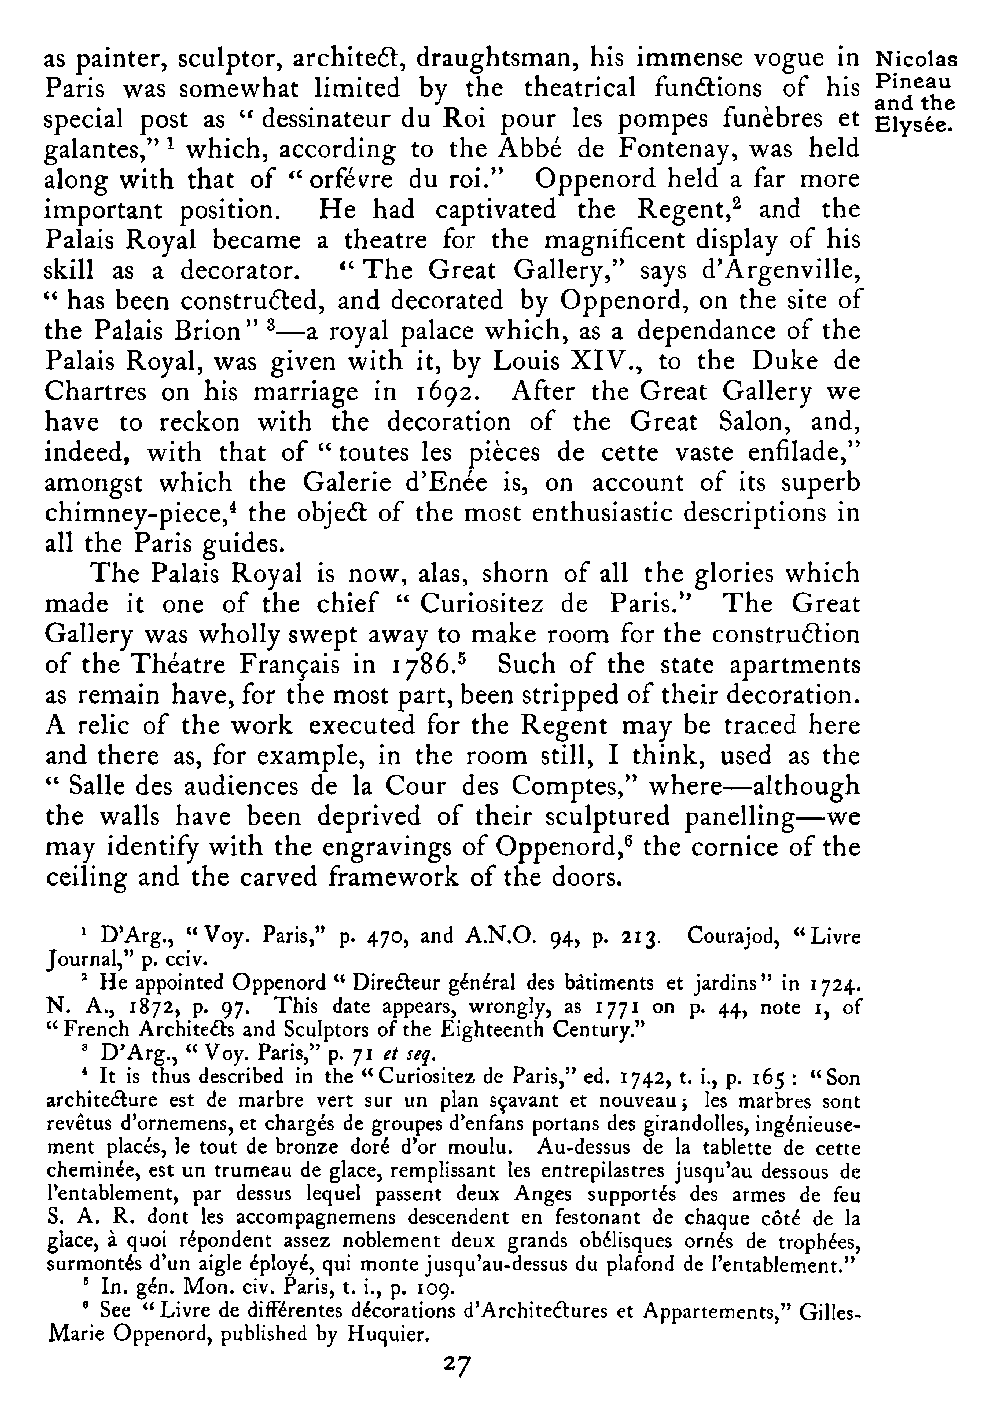 as painter, sculptor, architect, draughtsman, his immense vogue in
Paris was somewhat limited by the theatrical functions of his
special post as “ dessinateur du Roi pour les pompes funèbres et
galantes,” ¹ which, according to the Abbé de Fontenay, was held
along with that of “ orfévre du roi.” Oppenord held a far more
important position. He had captivated the Regent,² and the
Palais Royal became a theatre for the magnificent display of his
skill as a decorator. “ The Great Gallery,” says d’Argenville,
“ has been constructed, and decorated by Oppenord, on the site of
the Palais Brion ” ³—a royal palace which, as a dependance of the
Palais Royal, was given with it, by Louis XIV., to the Duke de
Chartres on his marriage in 1692. After the Great Gallery we
have to reckon with the decoration of the Great Salon, and,
indeed, with that of “ toutes les pièces de cette vaste enfilade,”
amongst which the Galerie d’Enée is, on account of its superb
chimney-piece,⁴ the object of the most enthusiastic descriptions in
all the Paris guides.
The Palais Royal is now, alas, shorn of all the glories which
made it one of the chief “ Curiositez de Paris.” The Great
Gallery was wholly swept away to make room for the construction
of the Théatre Français in 1786.⁵ Such of the state apartments
as remain have, for the most part, been stripped of their decoration.
A relic of the work executed for the Regent may be traced here
and there as, for example, in the room still, I think, used as the
“ Salle des audiences de la Cour des Comptes,” where—although
the walls have been deprived of their sculptured panelling—we
may identify with the engravings of Oppenord,⁶ the cornice of the
ceiling and the carved framework of the doors.
Nicolas
Pineau
and the
Elysée.
¹ D’Arg., “ Voy. Paris,” p. 470, and A.N.O. 94, p. 213. Courajod, “ Livre
Journal,” p. cciv.
² He appointed Oppenord “ Directeur général des bâtiments et jardins ” in 1724.
N. A., 1872, p. 97. This date appears, wrongly, as 1771 on p. 44, note 1, of
“ French Architects and Sculptors of the Eighteenth Century.”
³ D’Arg., “ Voy. Paris,” p. 71 et seq.
⁴ It is thus described in the “ Curiositez de Paris,” ed. 1742, t. i., p. 165 : “ Son
architecture est de marbre vert sur un plan sçavant et nouveau ; les marbres sont
revêtus d’ornemens, et chargés de groupes d’enfans portans des girandolles, ingénieuse-
ment placés, le tout de bronze doré d’or moulu. Au-dessus de la tablette de cette
cheminée, est un trumeau de glace, remplissant les entrepilastres jusqu’au dessous de
l’entablement, par dessus lequel passent deux Anges supportés des armes de feu
S. A. R. dont les accompagnemens descendent en festonant de chaque côté de la
glace, à quoi répondent assez noblement deux grands obélisques ornés de trophées,
surmontés d’un aigle éployé, qui monte jusqu’au-dessus du plafond de l’entablement.”
⁵ In. gén. Mon. civ. Paris, t. i., p. 109.
⁶ See “ Livre de différentes décorations d’Architectures et Appartements,” Gilles-
Marie Oppenord, published by Huquier.
27